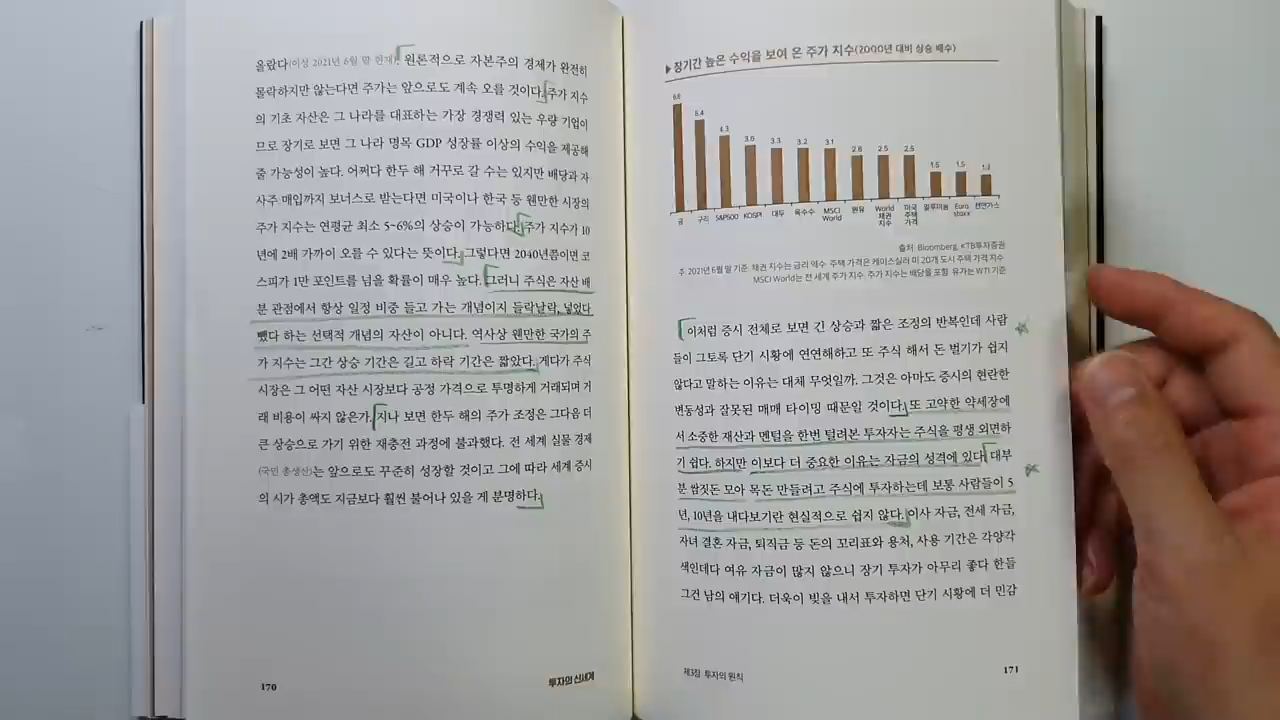 올랐다(이상 2021년 6월 말 현재). 원론적으로 자본주의 경제가 완전히
몰락하지만 않는다면 주가는 앞으로도 계속 오를 것이다. 주가 지수
의 기초 자산은 그 나라를 대표하는 가장 경쟁력 있는 우량 기업이
므로 장기로 보면 그 나라 명목 GDP 성장률 이상의 수익을 제공해
줄 가능성이 높다. 어쩌다 한두 해 거꾸로 갈 수는 있지만 배당과 자
사주 매입까지 보너스로 받는다면 미국이나 한국 등 웬만한 시장의
주가 지수는 연평균 최소 5~6%의 상승이 가능하다. 주가 지수가 10
년에 2배 가까이 오를 수 있다는 뜻이다. 그렇다면 2040년쯤이면 코
스피가 1만 포인트를 넘을 확률이 매우 높다. 그러니 주식은 자산 배
분 관점에서 항상 일정 비중 들고 가는 개념이지 들락날락, 넣었다
뺐다 하는 선택적 개념의 자산이 아니다. 역사상 웬만한 국가의 주
가 지수는 그간 상승 기간은 길고 하락 기간은 짧았다. 게다가 주식
시장은 그 어떤 자산 시장보다 공정 가격으로 투명하게 거래되며 거
래 비용이 싸지 않은가. 지나 보면 한두 해의 주가 조정은 그다음 더
큰 상승으로 가기 위한 재충전 과정에 불과했다. 전 세계 실물 경제
(국민 총생산)는 앞으로도 꾸준히 성장할 것이고 그에 따라 세계 증시
의 시가 총액도 지금보다 훨씬 불어나 있을 게 분명하다.
170
투자의 신세계
▶장기간 높은 수익을 보여 온 주가 지수(2000년 대비 상승 배수)
6.6 5.4 4.3 3.6 3.3 3.2 3.1 2.6 2.5 2.5 1.5 1.5 1.3
금 구리 S&P500 KOSPI 대두 옥수수 MSCI World 원유 World 채권 지수 미국 주택 가격 알루미늄 Euro stoxx 천연가스
출처: Bloomberg, KTB투자증권
주: 2021년 6월 말 기준. 채권 지수는 금리 역수. 주택 가격은 케이스실러 미 20개 도시 주택 가격 지수
MSCI World는 전 세계 주가 지수. 주가 지수는 배당을 포함. 유가는 WTI 기준
이처럼 증시 전체로 보면 긴 상승과 짧은 조정의 반복인데 사람
들이 그토록 단기 시황에 연연해하고 또 주식 해서 돈 벌기가 쉽지
않다고 말하는 이유는 대체 무엇일까. 그것은 아마도 증시의 현란한
변동성과 잘못된 매매 타이밍 때문일 것이다. 또 고약한 약세장에
서 소중한 재산과 멘털을 한번 털려본 투자자는 주식을 평생 외면하
기 쉽다. 하지만 이보다 더 중요한 이유는 자금의 성격에 있다. 대부
분 쌈짓돈 모아 목돈 만들려고 주식에 투자하는데 보통 사람들이 5
년, 10년을 내다보기란 현실적으로 쉽지 않다. 이사 자금, 전세 자금,
자녀 결혼 자금, 퇴직금 등 돈의 꼬리표와 용처, 사용 기간은 각양각
색인데다 여유 자금이 많지 않으니 장기 투자가 아무리 좋다 한들
그건 남의 얘기다. 더욱이 빚을 내서 투자하면 단기 시황에 더 민감
제3장 투자의 원칙
171